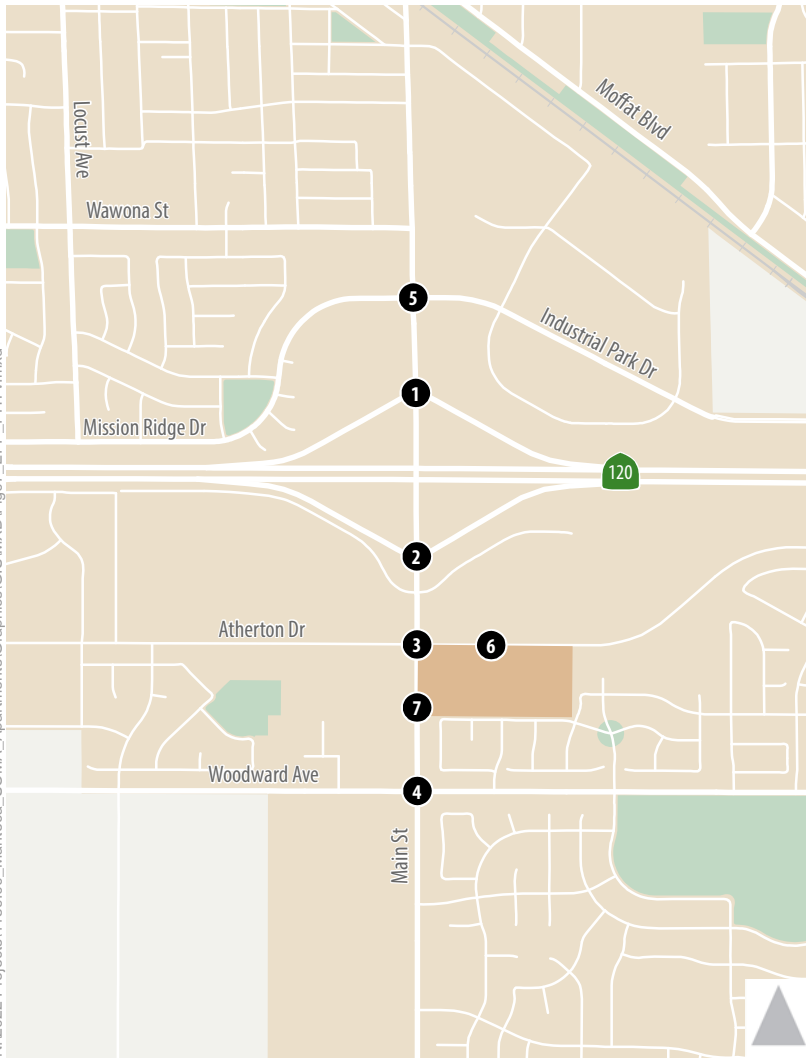 Moffat Blvd
Locust Ave
Wawona St
5
Industrial Park Dr
1
Mission Ridge Dr
120
2
Atherton Dr
3
6
7
Woodward Ave
4
Main St